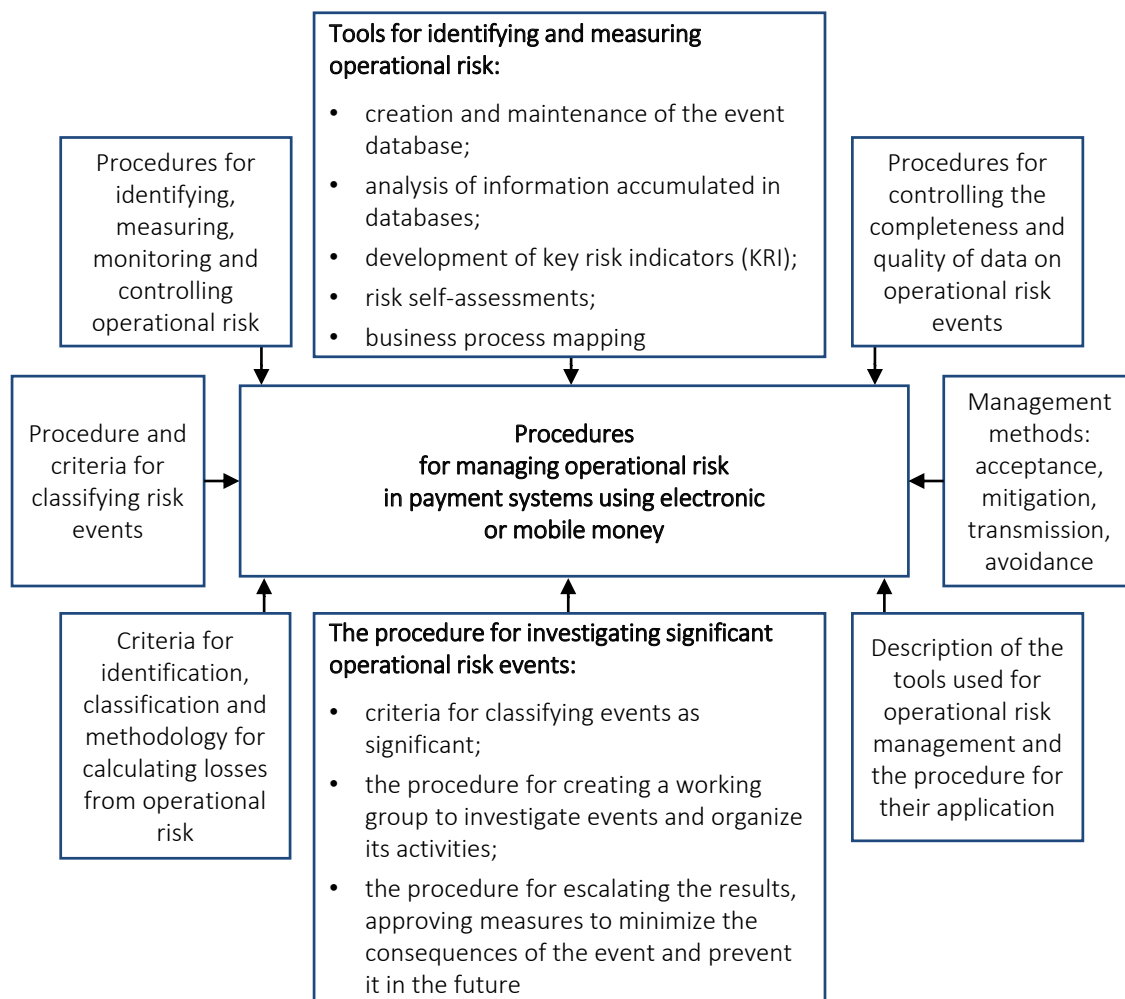 Tools for identifying and measuring
operational risk:
• creation and maintenance of the event
database;
• analysis of information accumulated in
databases;
• development of key risk indicators (KRI);
• risk self-assessments;
• business process mapping
Procedures for
identifying,
measuring,
monitoring and
controlling
operational risk
Procedures for
controlling the
completeness and
quality of data on
operational risk
events
Procedure and
criteria for
classifying risk
events
Procedures
for managing operational risk
in payment systems using electronic
or mobile money
Management
methods:
acceptance,
mitigation,
transmission,
avoidance
Criteria for
identification,
classification and
methodology for
calculating losses
from operational
risk
The procedure for investigating significant
operational risk events:
• criteria for classifying events as
significant;
• the procedure for creating a working
group to investigate events and organize
its activities;
• the procedure for escalating the results,
approving measures to minimize the
consequences of the event and prevent
it in the future
Description of the
tools used for
operational risk
management and
the procedure for
their application